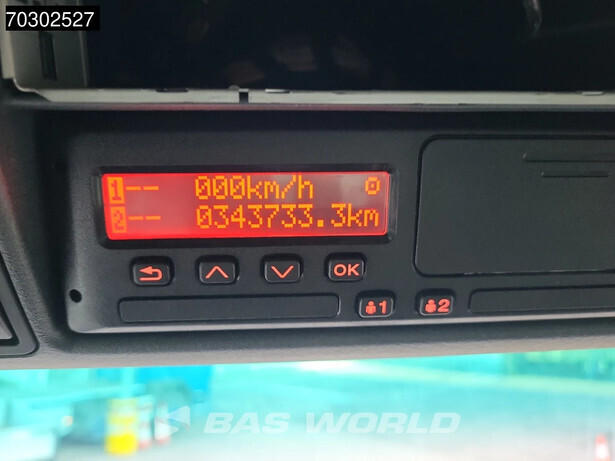 70302527
1 -- 000km/h
2 -- 0343733.3km
OK
1 2
BAS WORLD